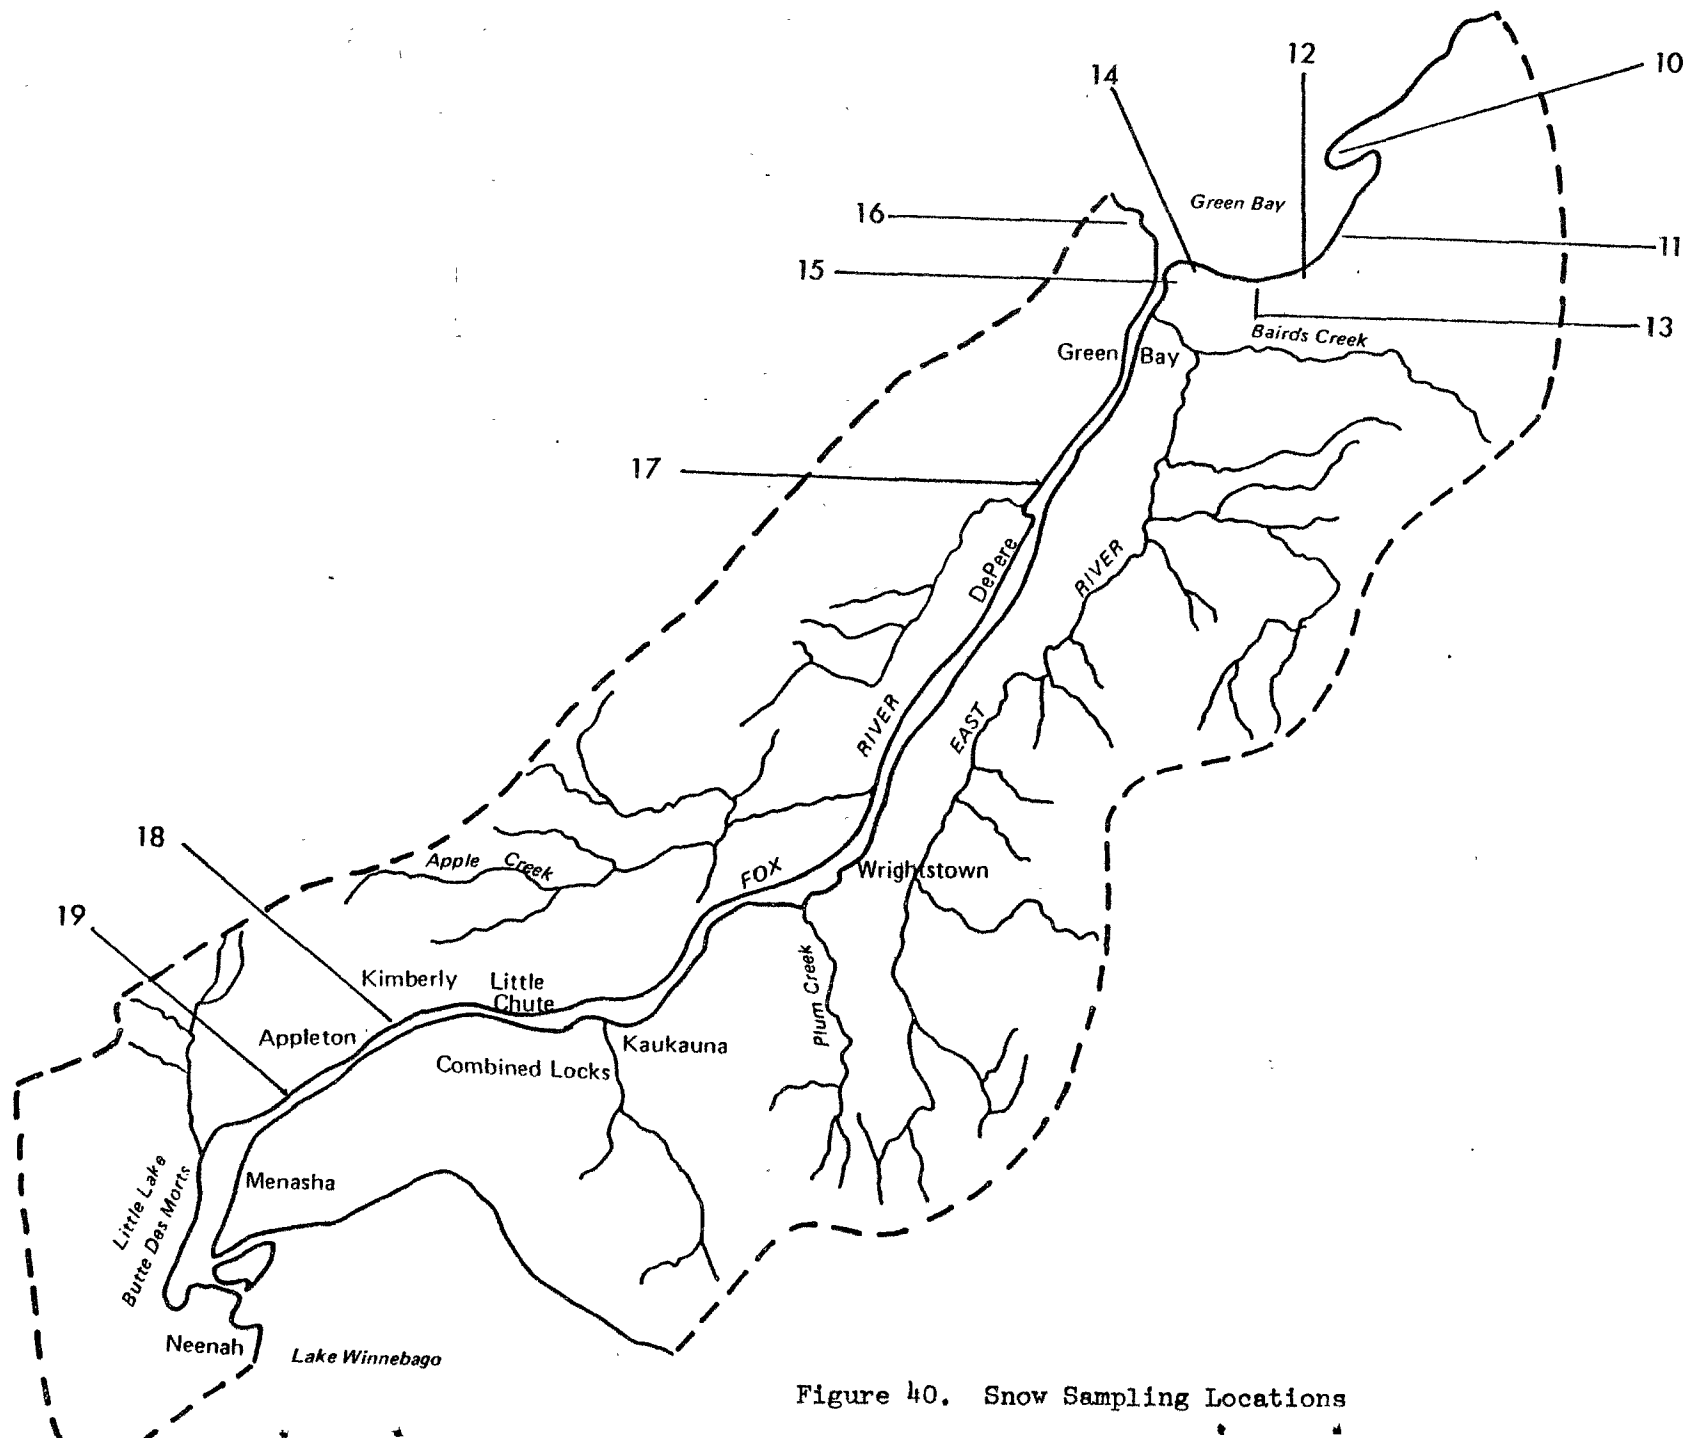 12
10
14
Green Bay
16
11
15
13
Bairds Creek
Green Bay
17
DePere
RIVER
RIVER
EAST
18
Apple Creek
FOX
Wrightstown
19
Kimberly
Little
Chute
Plum Creek
Appleton
Kaukauna
Combined Locks
Little Lake
Butte Des Morts
Menasha
Neenah
Lake Winnebago
Figure 40. Snow Sampling Locations